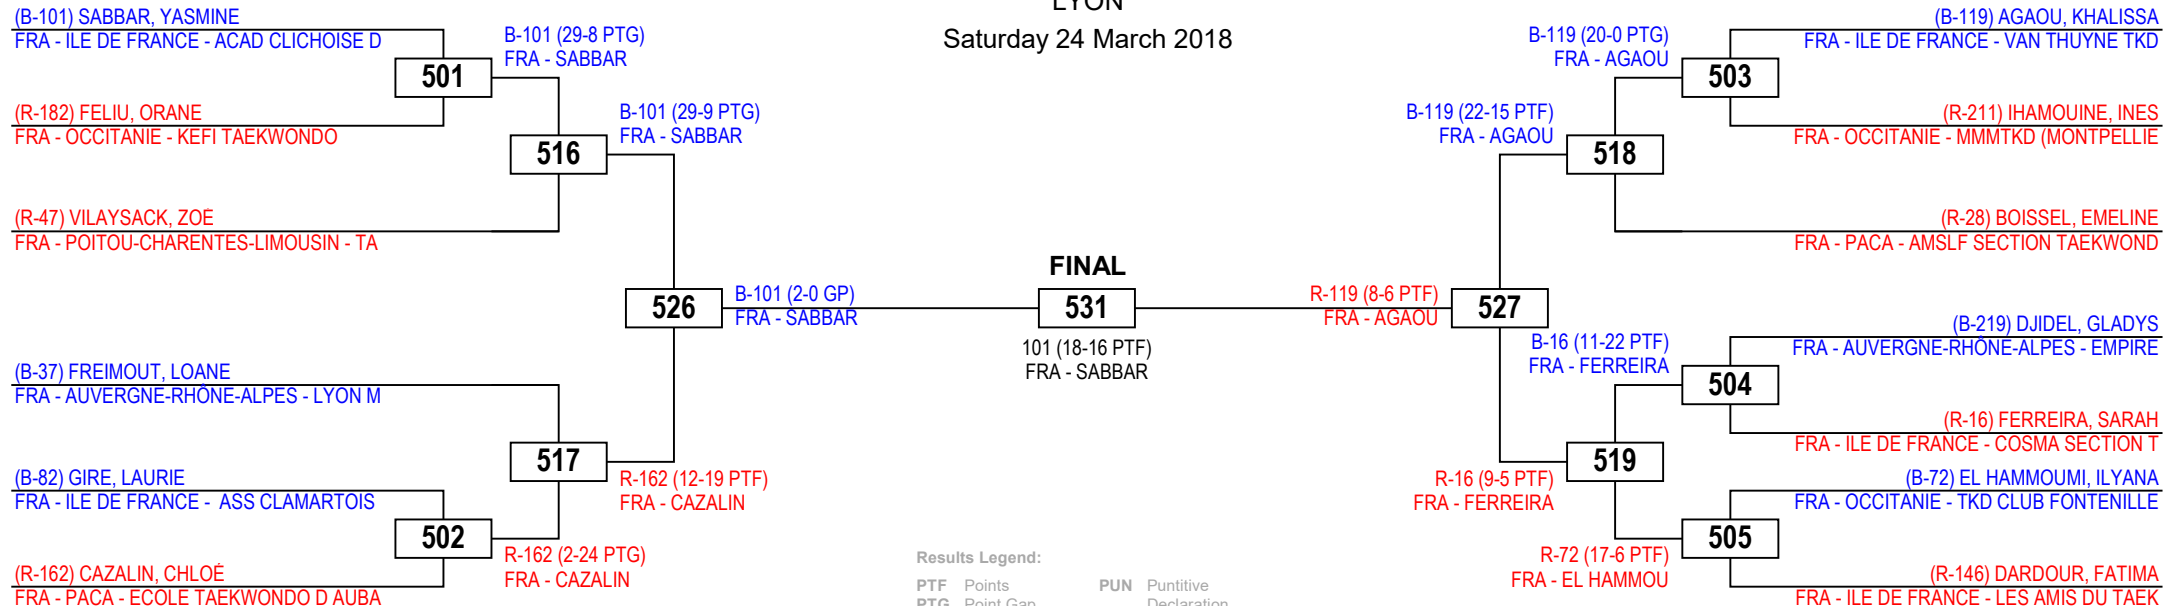 LYON
Saturday 24 March 2018
(B-101) SABBAR, YASMINE
FRA - ILE DE FRANCE - ACAD CLICHOISE D
501
(R-182) FELIU, ORANE
FRA - OCCITANIE - KEFI TAEKWONDO
B-101 (29-8 PTG)
FRA - SABBAR
516
(R-47) VILAYSACK, ZOÉ
FRA - POITOU-CHARENTES-LIMOUSIN - TA
B-101 (29-9 PTG)
FRA - SABBAR
526
B-101 (2-0 GP)
FRA - SABBAR
(B-37) FREIMOUT, LOANE
FRA - AUVERGNE-RHÔNE-ALPES - LYON M
517
(B-82) GIRE, LAURIE
FRA - ILE DE FRANCE - ASS CLAMARTOIS
502
(R-162) CAZALIN, CHLOÉ
FRA - PACA - ECOLE TAEKWONDO D AUBA
R-162 (12-19 PTF)
FRA - CAZALIN
R-162 (2-24 PTG)
FRA - CAZALIN
FINAL
531
101 (18-16 PTF)
FRA - SABBAR
Results Legend:
PTF Points PUN Puntitive
PTG Point Gap Declaration
(B-119) AGAOU, KHALISSA
FRA - ILE DE FRANCE - VAN THUYNE TKD
B-119 (20-0 PTG)
FRA - AGAOU
503
(R-211) IHAMOUINE, INES
FRA - OCCITANIE - MMMTKD (MONTPELLIE
B-119 (22-15 PTF)
FRA - AGAOU
518
(R-28) BOISSEL, EMELINE
FRA - PACA - AMSLF SECTION TAEKWOND
R-119 (8-6 PTF)
FRA - AGAOU
527
(B-219) DJIDEL, GLADYS
FRA - AUVERGNE-RHÔNE-ALPES - EMPIRE
B-16 (11-22 PTF)
FRA - FERREIRA
504
(R-16) FERREIRA, SARAH
FRA - ILE DE FRANCE - COSMA SECTION T
519
R-16 (9-5 PTF)
FRA - FERREIRA
(B-72) EL HAMMOUMI, ILYANA
FRA - OCCITANIE - TKD CLUB FONTENILLE
505
R-72 (17-6 PTF)
FRA - EL HAMMOU
(R-146) DARDOUR, FATIMA
FRA - ILE DE FRANCE - LES AMIS DU TAEK